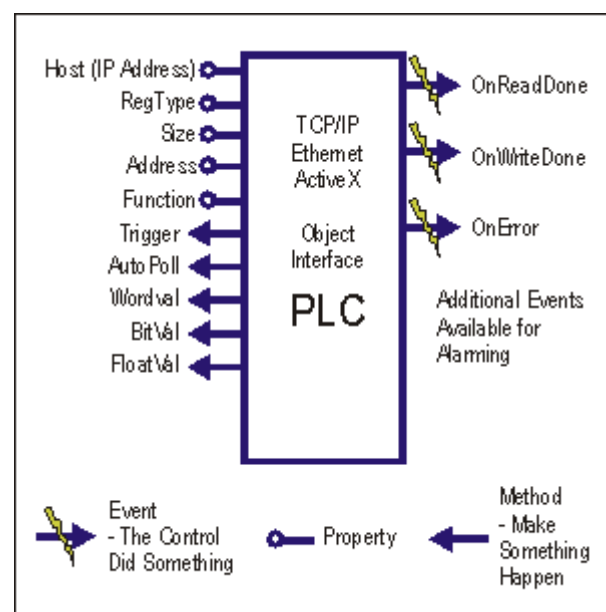 Host (IP Address)
RegType
Size
Address
Function
Trigger
AutoPoll
Wordval
BitVal
FloatVal
TCP/IP
Ethernet
ActiveX
Object
Interface
PLC
OnReadDone
OnWriteDone
OnError
Additional Events
Available for
Alarming
Event
- The Control
Did Something
Property
Method
- Make
Something
Happen